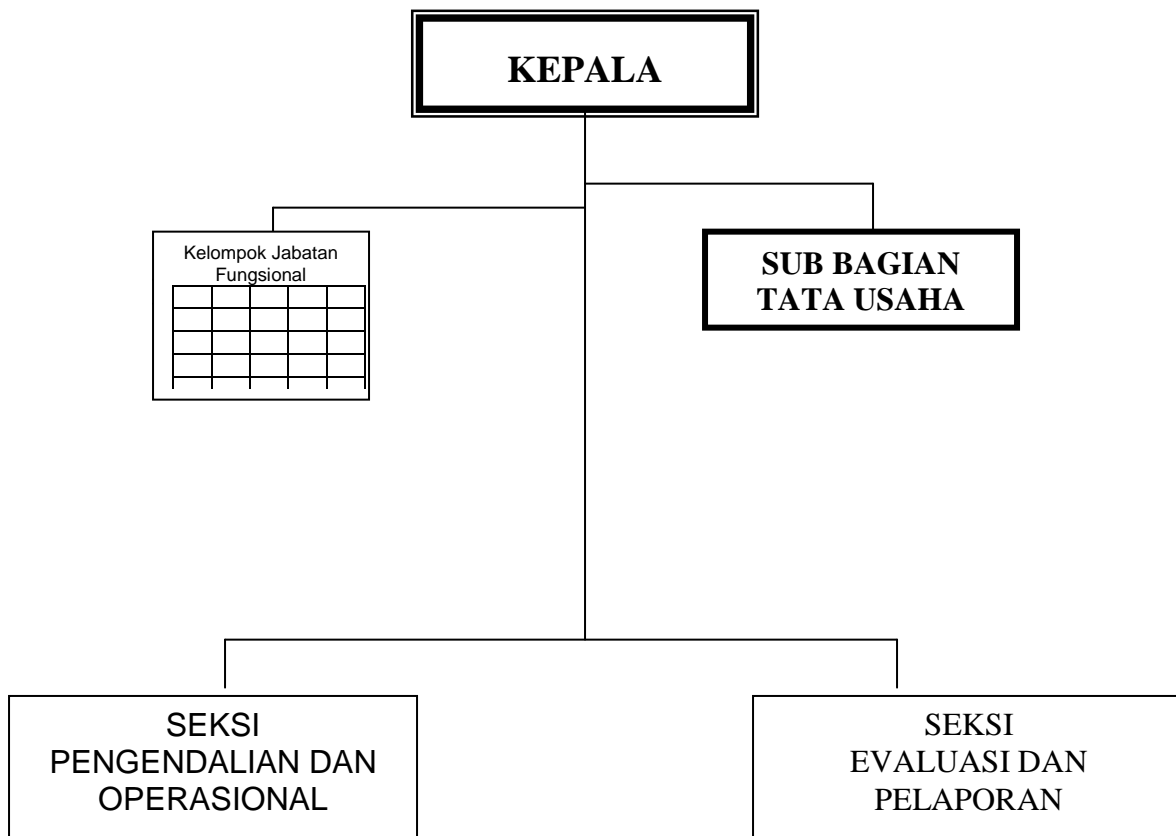 KEPALA
Kelompok Jabatan
Fungsional
SUB BAGIAN
TATA USAHA
SEKSI
PENGENDALIAN DAN
OPERASIONAL
SEKSI
EVALUASI DAN
PELAPORAN